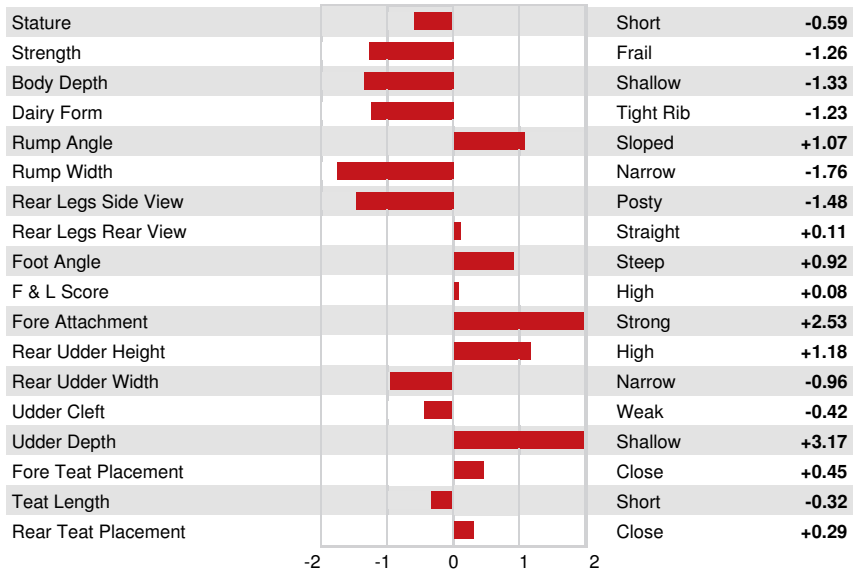 Stature Short -0.59
Strength Frail -1.26
Body Depth Shallow -1.33
Dairy Form Tight Rib -1.23
Rump Angle Sloped +1.07
Rump Width Narrow -1.76
Rear Legs Side View Posty -1.48
Rear Legs Rear View Straight +0.11
Foot Angle Steep +0.92
F & L Score High +0.08
Fore Attachment Strong +2.53
Rear Udder Height High +1.18
Rear Udder Width Narrow -0.96
Udder Cleft Weak -0.42
Udder Depth Shallow +3.17
Fore Teat Placement Close +0.45
Teat Length Short -0.32
Rear Teat Placement Close +0.29
-2 -1 0 1 2